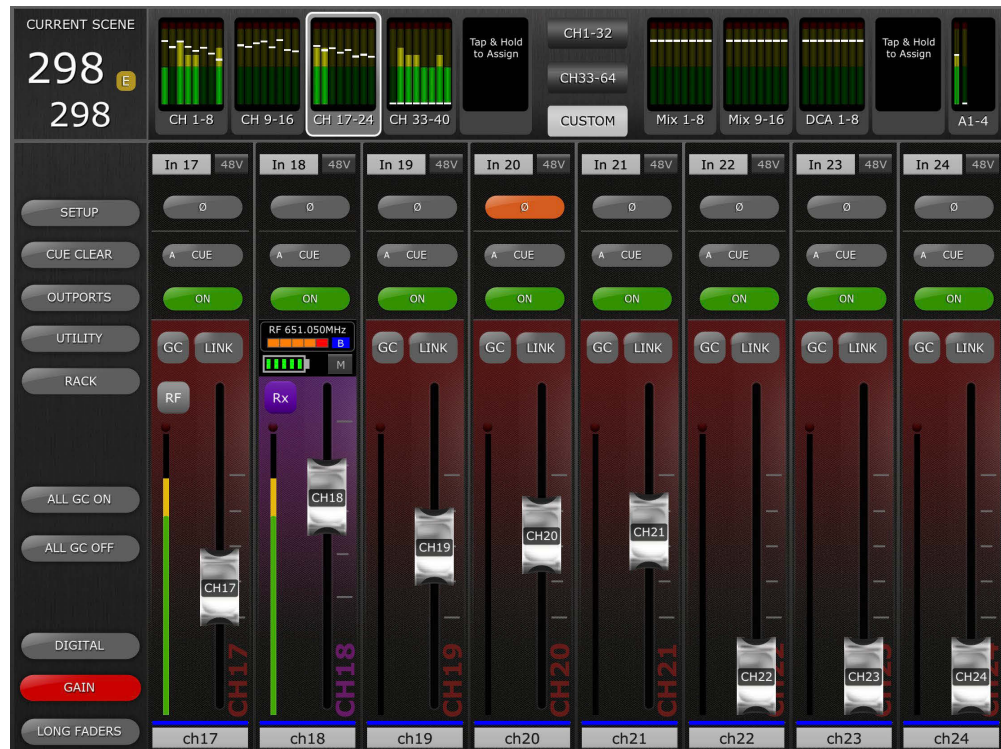 CURRENT SCENE
298 E
298
CH 1-8
CH 9-16
CH 17-24
CH 33-40
Tap & Hold
to Assign
CH1-32
CH33-64
CUSTOM
Mix 1-8
Mix 9-16
DCA 1-8
Tap & Hold
to Assign
A1-4
In 17 48V In 18 48V In 19 48V In 20 48V In 21 48V In 22 48V In 23 48V In 24 48V
SETUP Ø Ø Ø Ø Ø Ø Ø Ø
CUE CLEAR A CUE A CUE A CUE A CUE A CUE A CUE A CUE A CUE
OUTPORTS ON ON ON ON ON ON ON ON
UTILITY
RF 651.050MHz
B
GC LINK M GC LINK GC LINK GC LINK GC LINK GC LINK GC LINK
RACK
RF Rx
ALL GC ON
ALL GC OFF
CH17 CH18 CH19 CH20 CH21 CH22 CH23 CH24
DIGITAL
GAIN
CH17 CH18 CH19 CH20 CH21 CH22 CH23 CH24
LONG FADERS
ch17 ch18 ch19 ch20 ch21 ch22 ch23 ch24